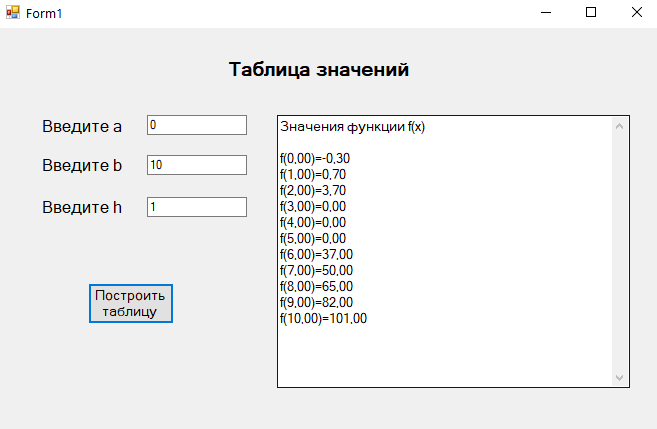 Form1
Таблица значений
Введите a
0
Введите b
10
Введите h
1
Построить
таблицу
Значения функции f(x)
f(0,00)=-0,30
f(1,00)=0,70
f(2,00)=3,70
f(3,00)=0,00
f(4,00)=0,00
f(5,00)=0,00
f(6,00)=37,00
f(7,00)=50,00
f(8,00)=65,00
f(9,00)=82,00
f(10,00)=101,00